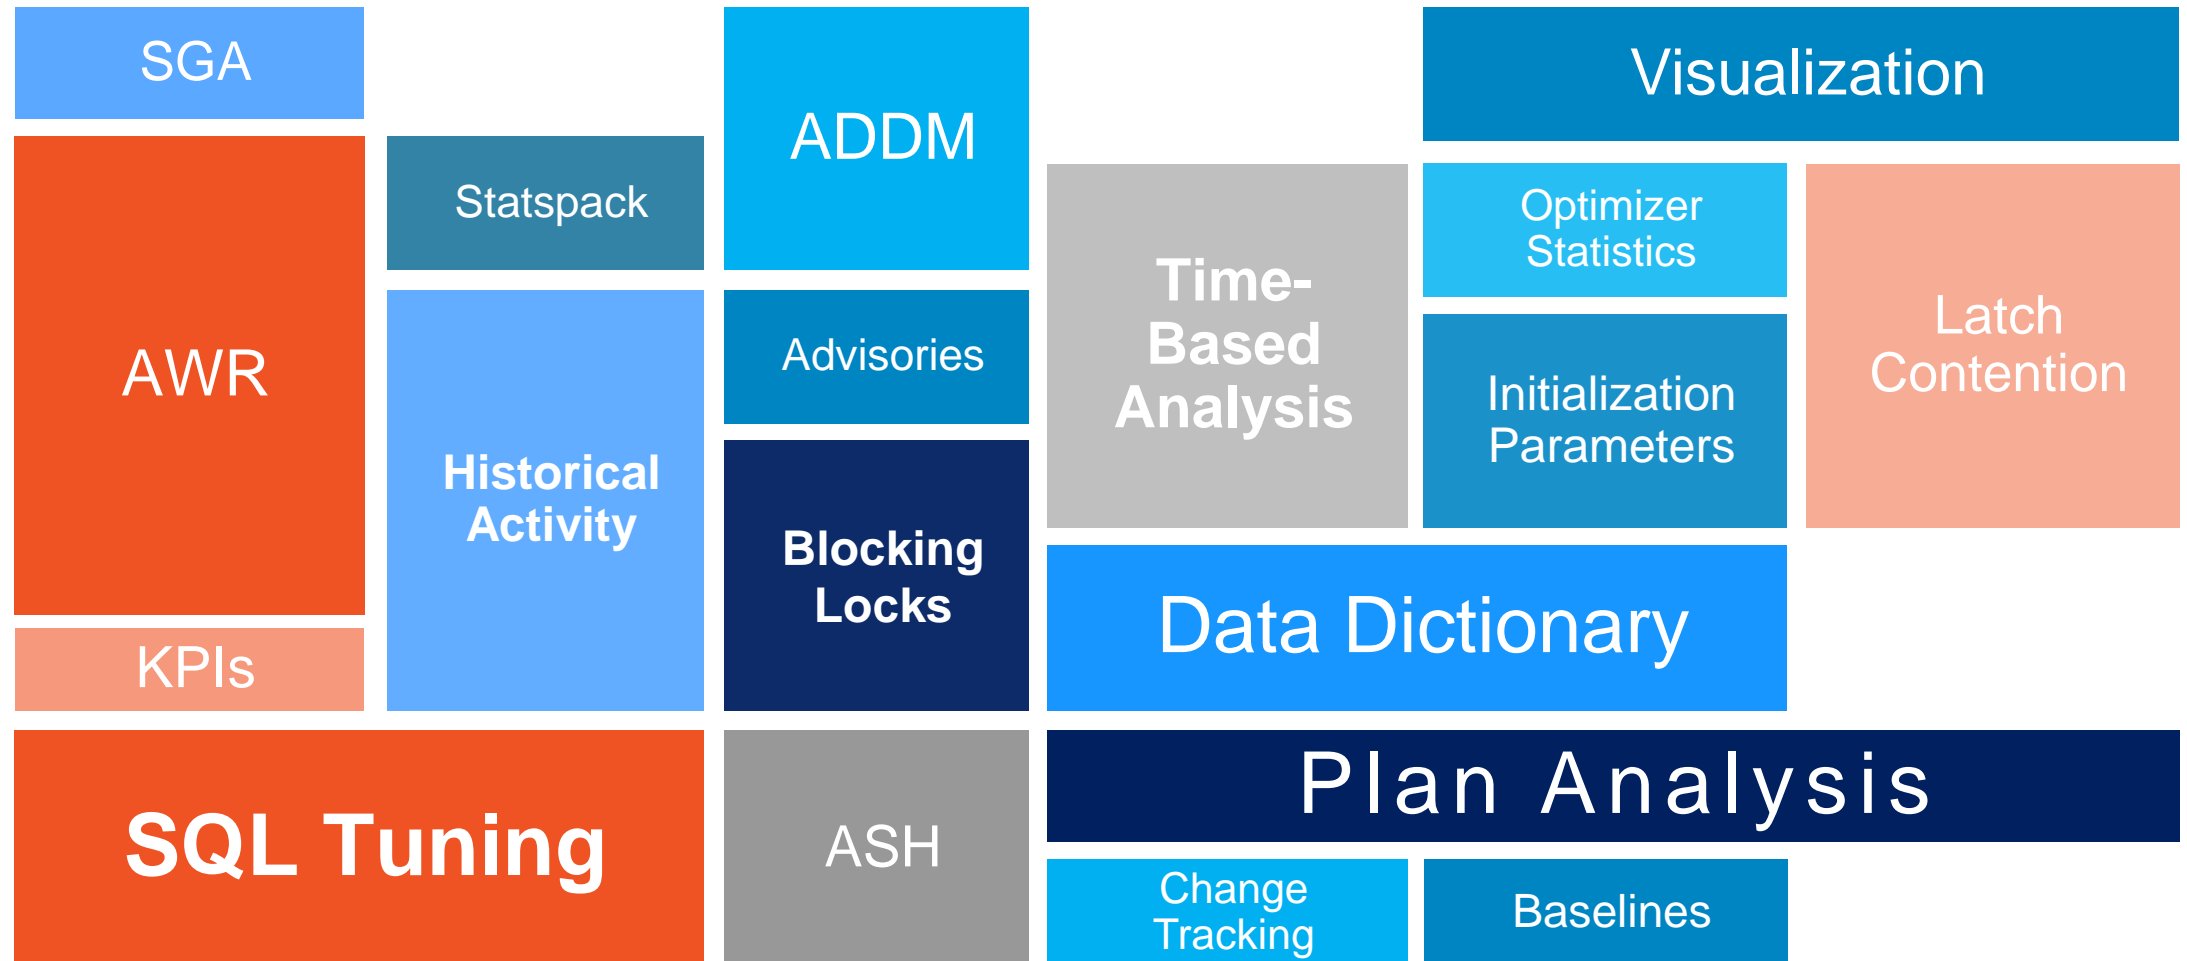 SGA
AWR
KPIs
Statspack
Historical
Activity
SQL Tuning
ADDM
Advisories
Blocking
Locks
ASH
Visualization
Time-
Based
Analysis
Optimizer
Statistics
Initialization
Parameters
Latch
Contention
Data Dictionary
Plan Analysis
Change
Tracking
Baselines